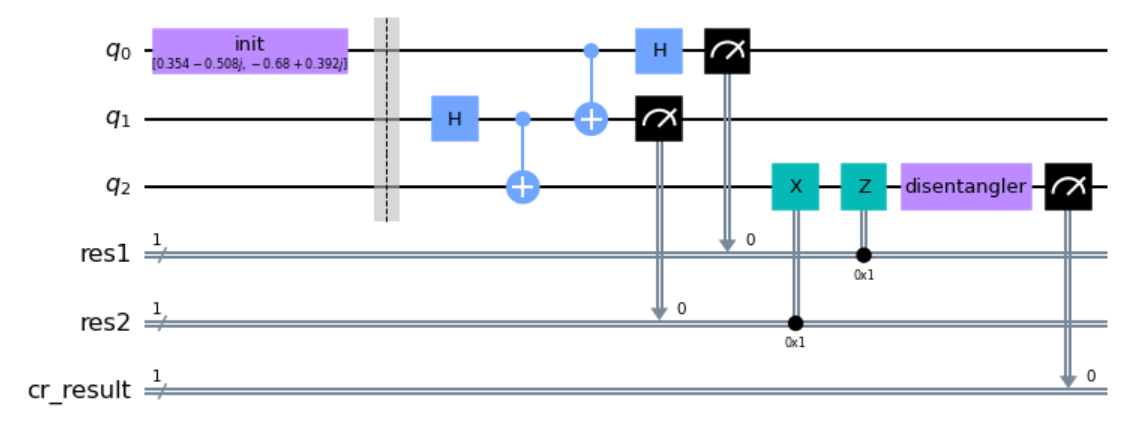 q0 init
[0.354 − 0.508j, − 0.68 + 0.392j] H
q1 H
q2 X Z disentangler
res1 1 0
0x1
res2 1 0
0x1
cr_result 1 0